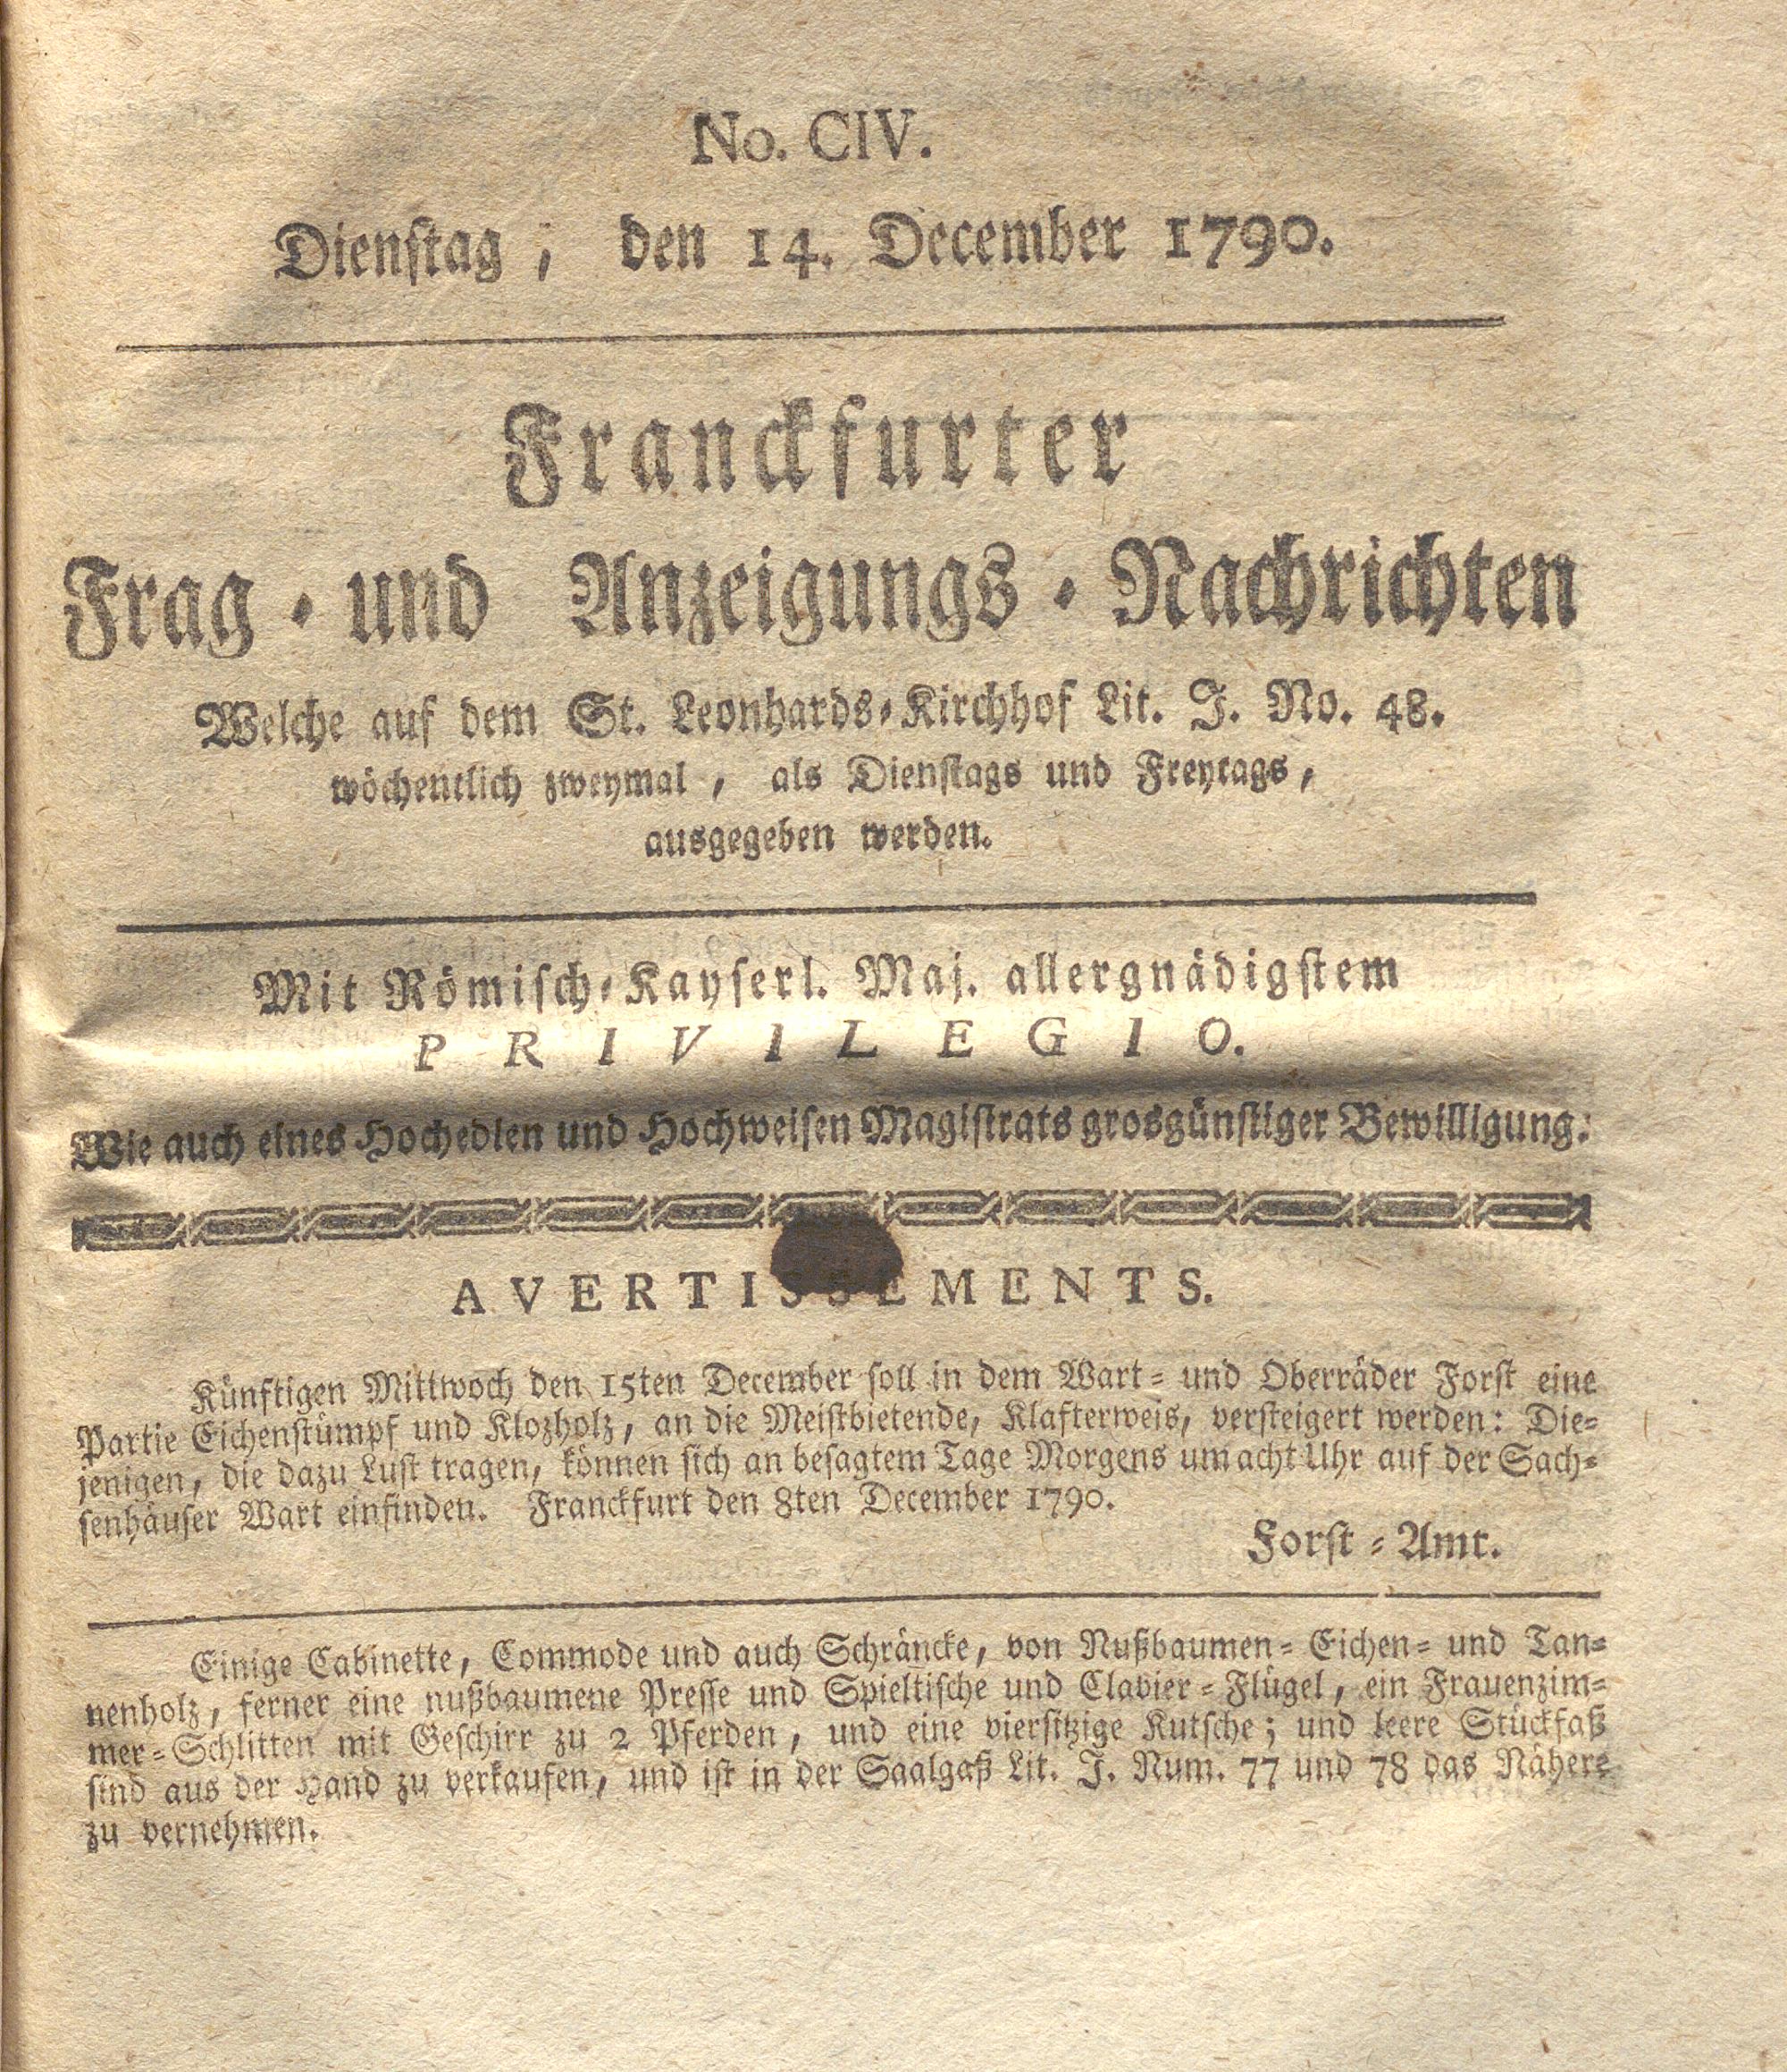 No. CIV.
Dienstag, den 14. December 1790.
Franckfurter
Frag- und Anzeigungs-Nachrichten
Welche auf dem St. Leonhards-Kirchhof Lit. J. No. 48.
wöchentlich zweymal, als Dienstags und Freytags,
ausgegeben werden.
Mit Römisch-Kayserl. Maj. allergnädigstem
PRIVILEGIO.
Wie auch eines Hochedlen und Hochweisen Magistrats grosgünstiger Bewilligung.
AVERTISSEMENTS.
Künftigen Mittwoch den 15ten December soll in dem Wart- und Oberräder Forst eine
Partie Eichenstümpf und Klozholz, an die Meistbietende, Klafterweis, versteigert werden: Die-
jenigen, die dazu Lust tragen, können sich an besagtem Tage Morgens um acht Uhr auf der Sach-
senhäuser Wart einfinden. Franckfurt den 8ten December 1790.
Forst-Amt.
Einige Cabinette, Commode und auch Schräncke, von Nußbaumen- Eichen- und Tan-
nenholz, ferner eine nußbaumene Presse und Spieltische und Clavier-Flügel, ein Frauenzim-
mer-Schlitten mit Geschirr zu 2 Pferden, und eine viersitzige Kutsche; und leere Stückfaß
sind aus der Hand zu verkaufen, und ist in der Saalgaß Lit. J. Num. 77 und 78 das Nähere
zu vernehmen.